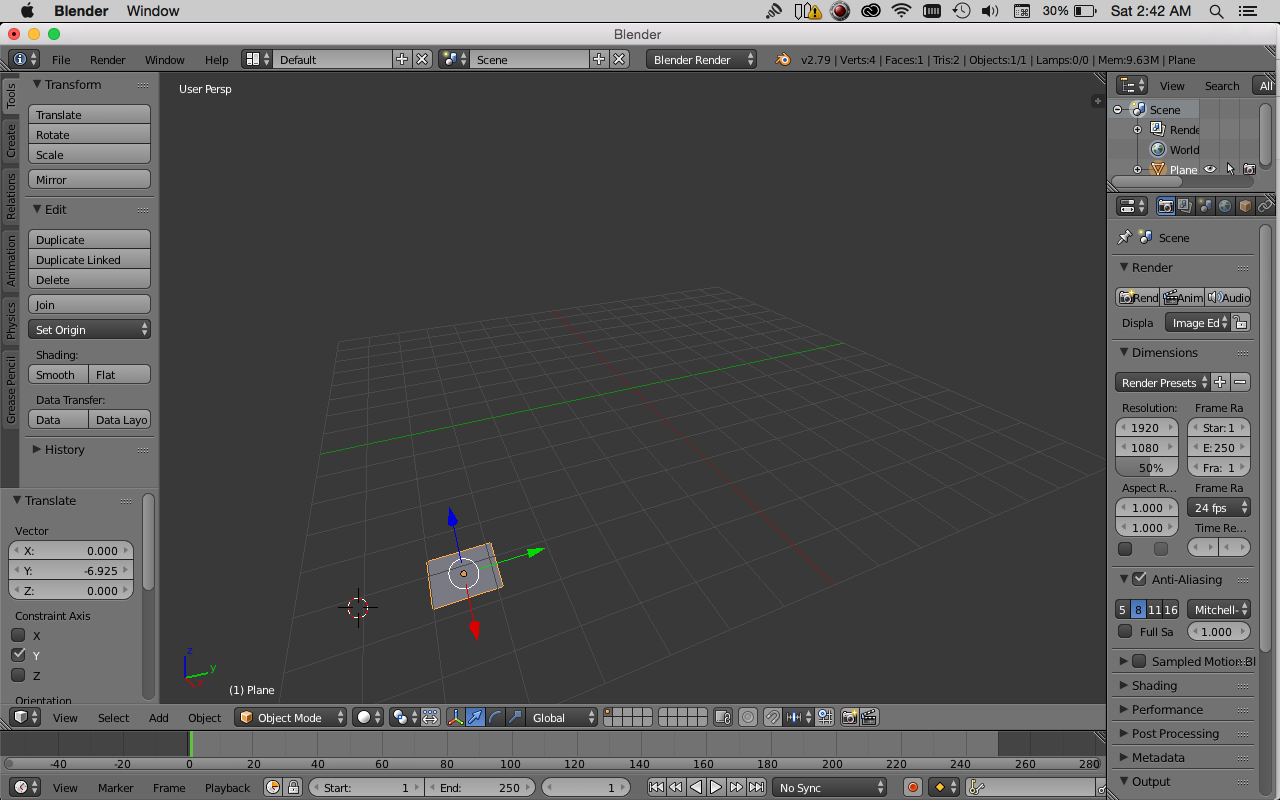 Blender Window 30% Sat 2:42 AM
Blender
File Render Window Help Default Scene Blender Render v2.79 | Verts:4 | Faces:1 | Tris:2 | Objects:1/1 | Lamps:0/0 | Mem:9.63M | Plane
Tools
Create
Relations
Animation
Physics
Grease Pencil
Transform
Translate
Rotate
Scale
Mirror
Edit
Duplicate
Duplicate Linked
Delete
Join
Set Origin
Shading:
Smooth Flat
Data Transfer:
Data Data Layo
History
Translate
Vector
X: 0.000
Y: -6.925
Z: 0.000
Constraint Axis
X
Y
Z
Orientation
User Persp
z
y
(1) Plane
View Select Add Object Object Mode Global
-40 -20 0 20 40 60 80 100 120 140 160 180 200 220 240 260 280
View Marker Frame Playback Start: 1 End: 250 1 No Sync
View Search All
Scene
Rende
World
Plane
Scene
Render
Rend Anim Audio
Displa Image Ed
Dimensions
Render Presets
Resolution: Frame Ra
1920 Star: 1
1080 E: 250
50% Fra: 1
Aspect R... Frame Ra
1.000 24 fps
1.000 Time Re...
Anti-Aliasing
5 8 11 16 Mitchell-
Full Sa 1.000
Sampled Motion Bl
Shading
Performance
Post Processing
Metadata
Output